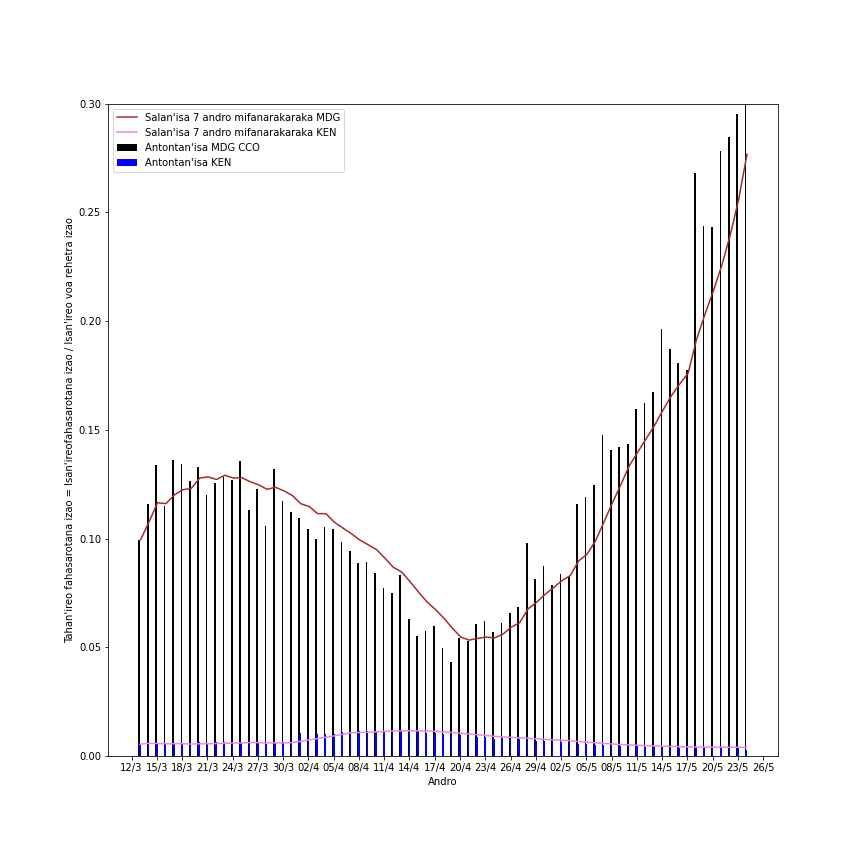 Salan'isa 7 andro mifanarakaraka MDG
Salan'isa 7 andro mifanarakaraka KEN
Antontan'isa MDG CCO
Antontan'isa KEN
Tahan'ireo fahasarotana izao = Isan'ireofahasarotana izao / Isan'ireo voa rehetra izao
0.30
0.25
0.20
0.15
0.10
0.05
0.00
12/3 15/3 18/3 21/3 24/3 27/3 30/3 02/4 05/4 08/4 11/4 14/4 17/4 20/4 23/4 26/4 29/4 02/5 05/5 08/5 11/5 14/5 17/5 20/5 23/5 26/5
Andro